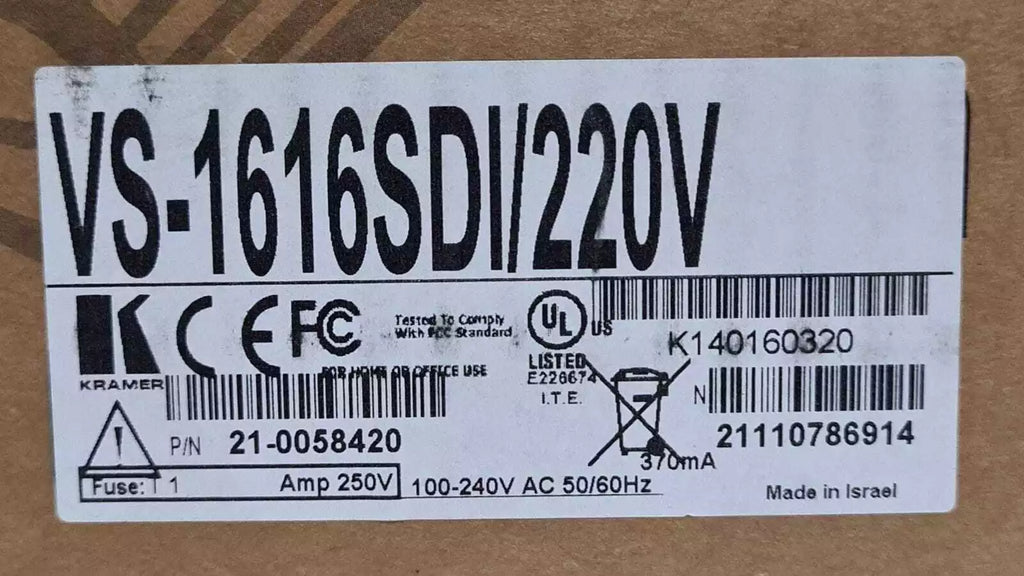 VS-1616SDI/220V
KRAMER
CE FC
Tested To Comply
With FCC Standard
FOR HOME OR OFFICE USE
UL US
LISTED
E226674
I.T.E.
K140160320
P/N 21-0058420
N 21110786914
370mA
Fuse: T 1 Amp 250V
100-240V AC 50/60Hz
Made in Israel